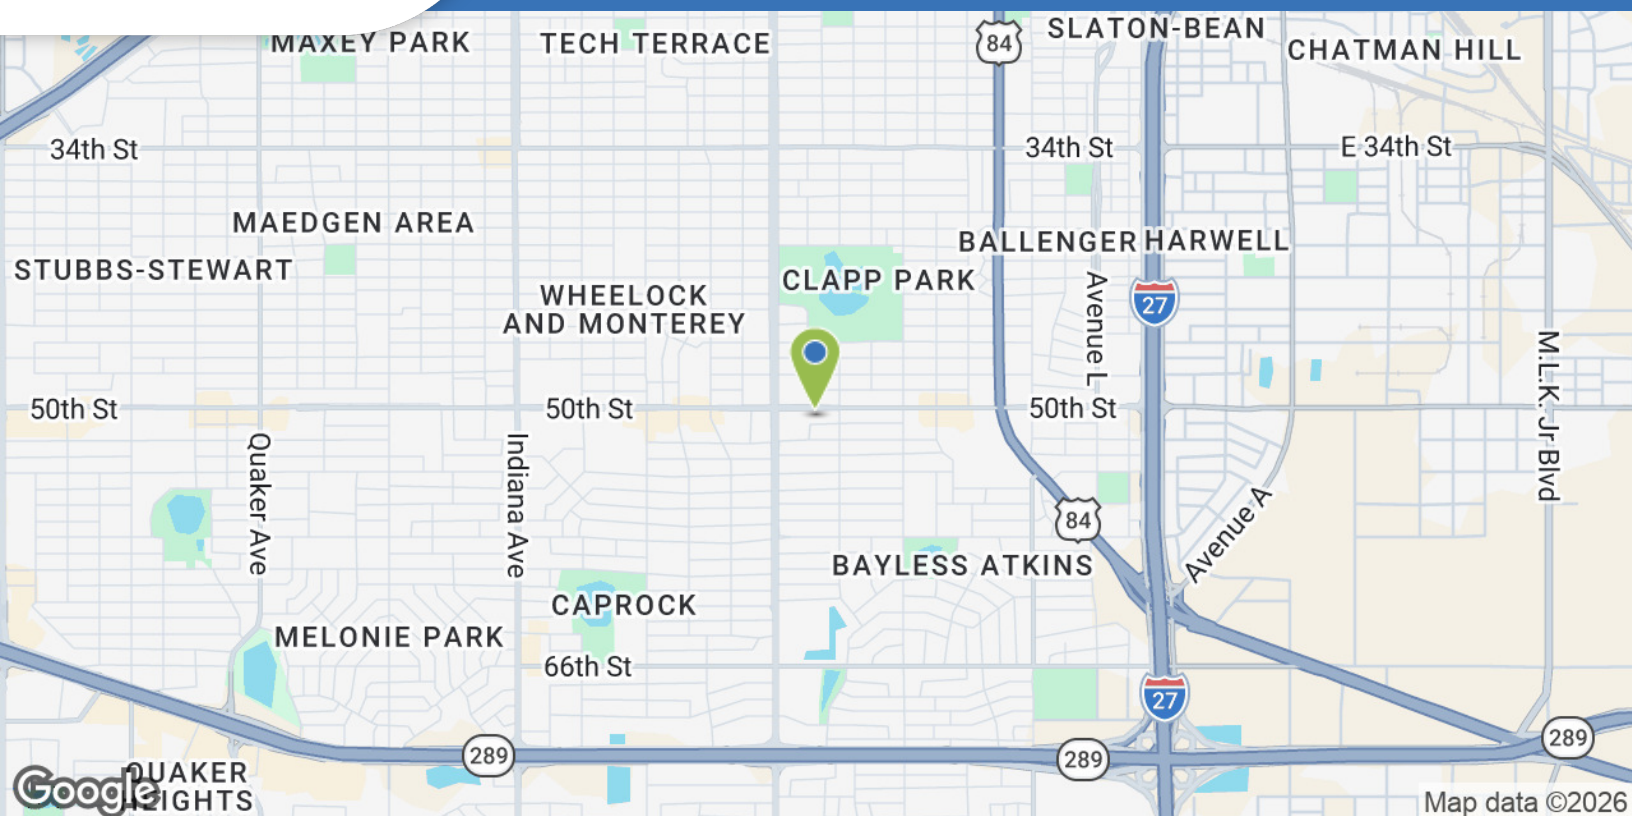 MAXEY PARK
TECH TERRACE
84
SLATON-BEAN
CHATMAN HILL
34th St
34th St
E 34th St
MAEDGEN AREA
STUBBS-STEWART
WHEELOCK
AND MONTEREY
CLAPP PARK
BALLENGER
HARWELL
Avenue L
27
M.L.K. Jr Blvd
50th St
50th St
50th St
Quaker Ave
Indiana Ave
84
Avenue A
BAYLESS ATKINS
CAPROCK
MELONIE PARK
66th St
27
289
289
289
QUAKER
HEIGHTS
Google
Map data ©2026